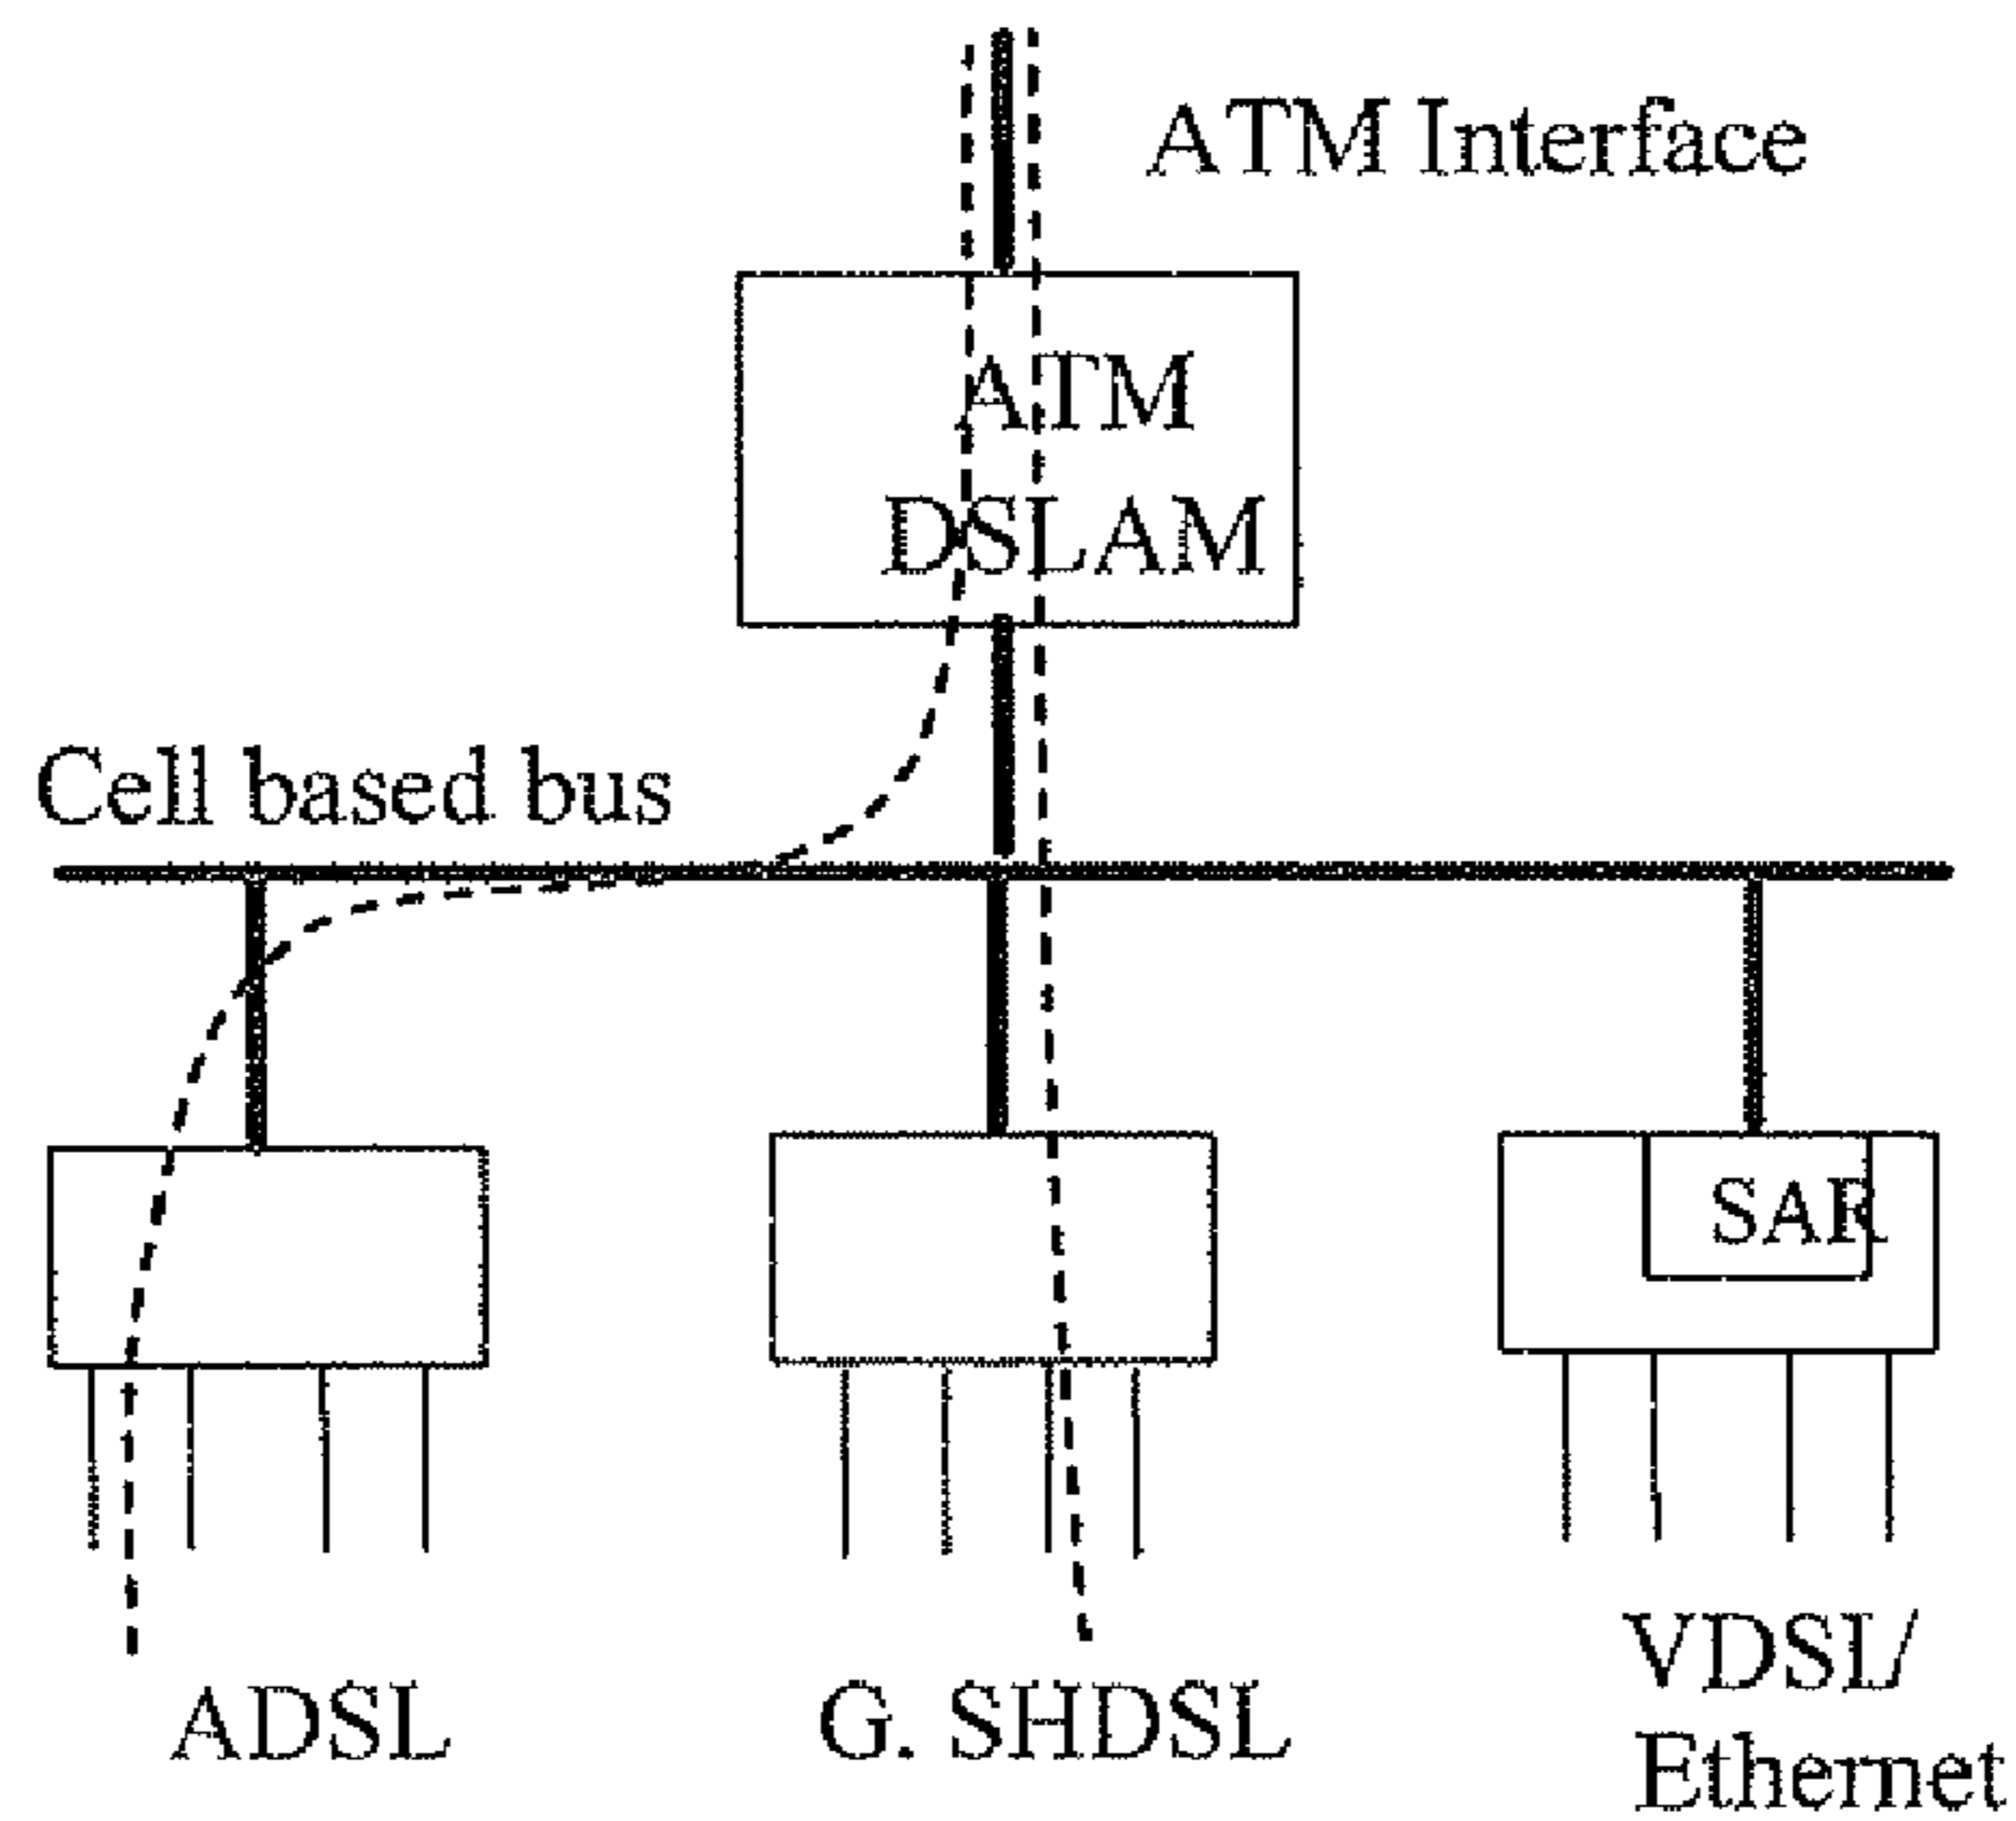 ATM Interface
ATM
DSLAM
Cell based bus
SAR
ADSL
G. SHDSL
VDSL/
Ethernet